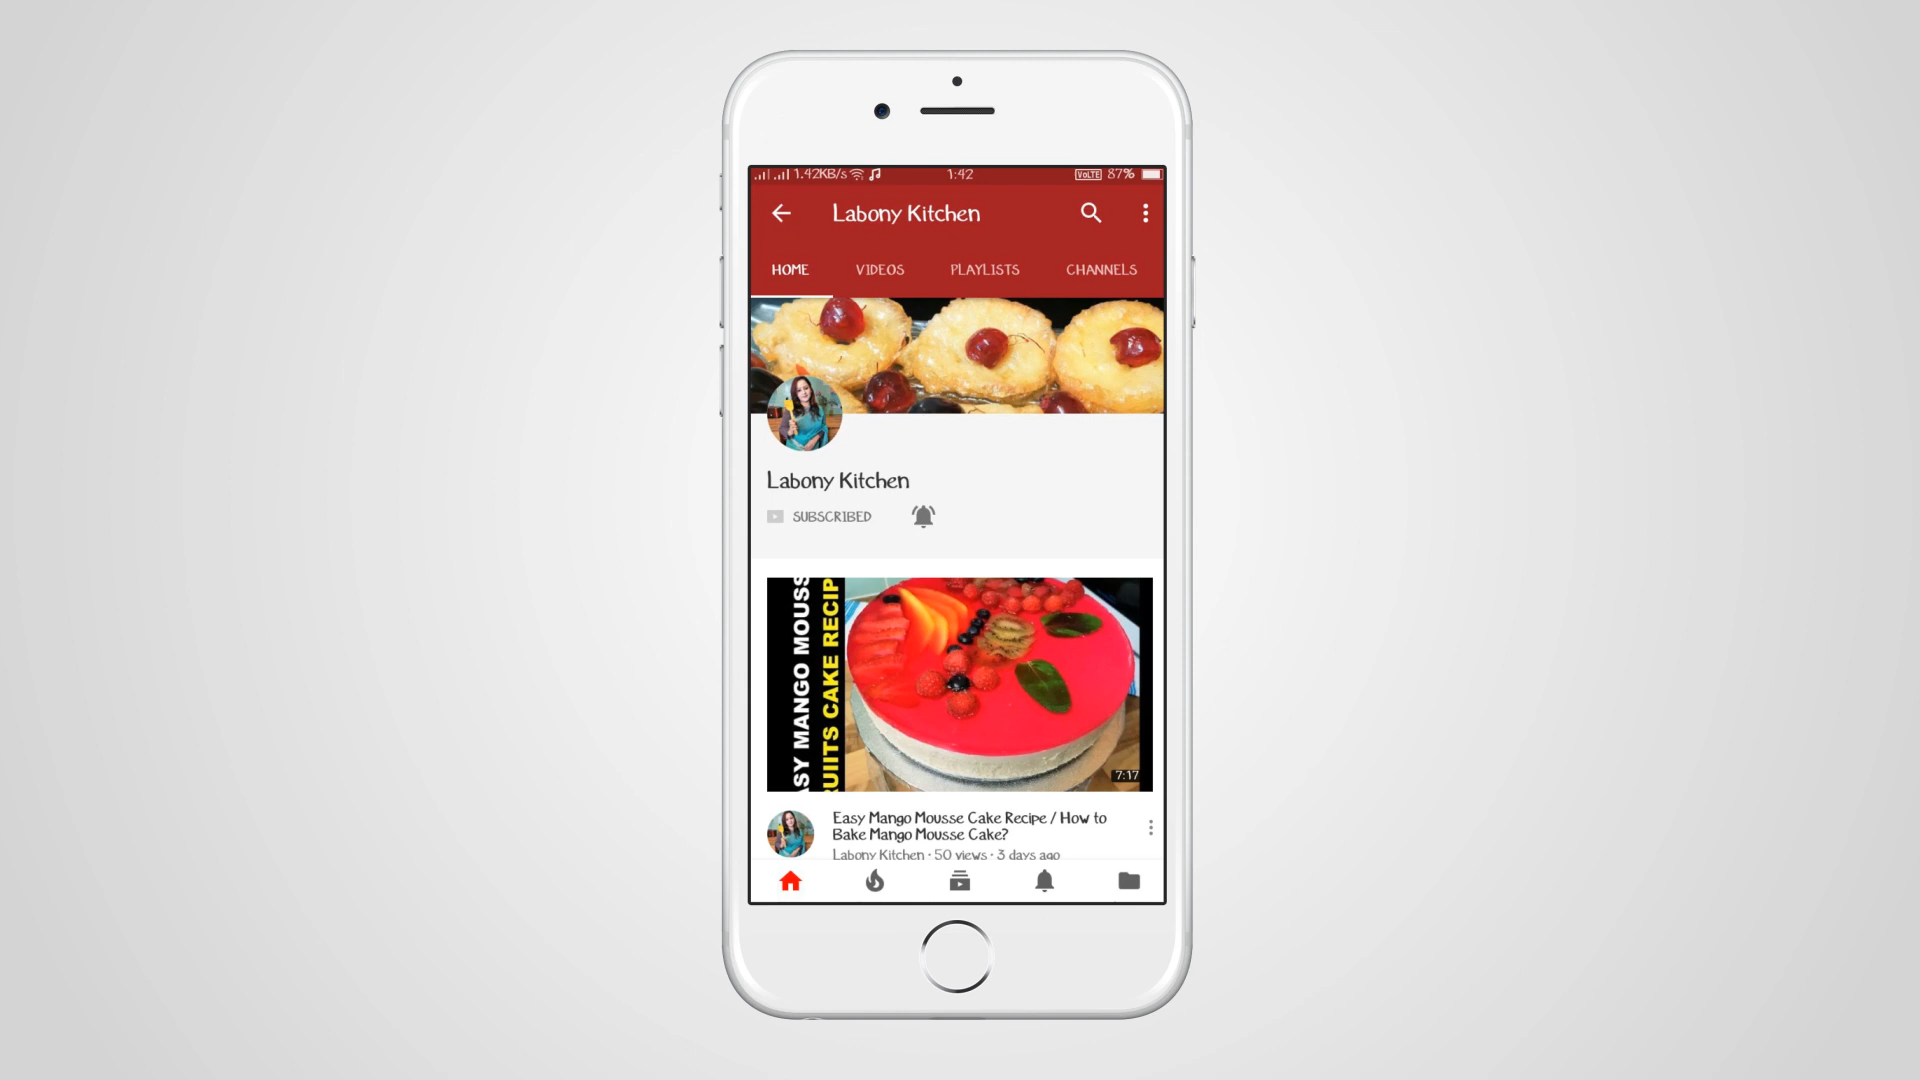 1.42KB/s 1:42 VoLTE 87%
Labony Kitchen
HOME VIDEOS PLAYLISTS CHANNELS
Labony Kitchen
SUBSCRIBED
ASY MANGO MOUSS
RUIITS CAKE RECIP
7:17
Easy Mango Mousse Cake Recipe / How to
Bake Mango Mousse Cake?
Labony Kitchen · 50 views · 3 days ago